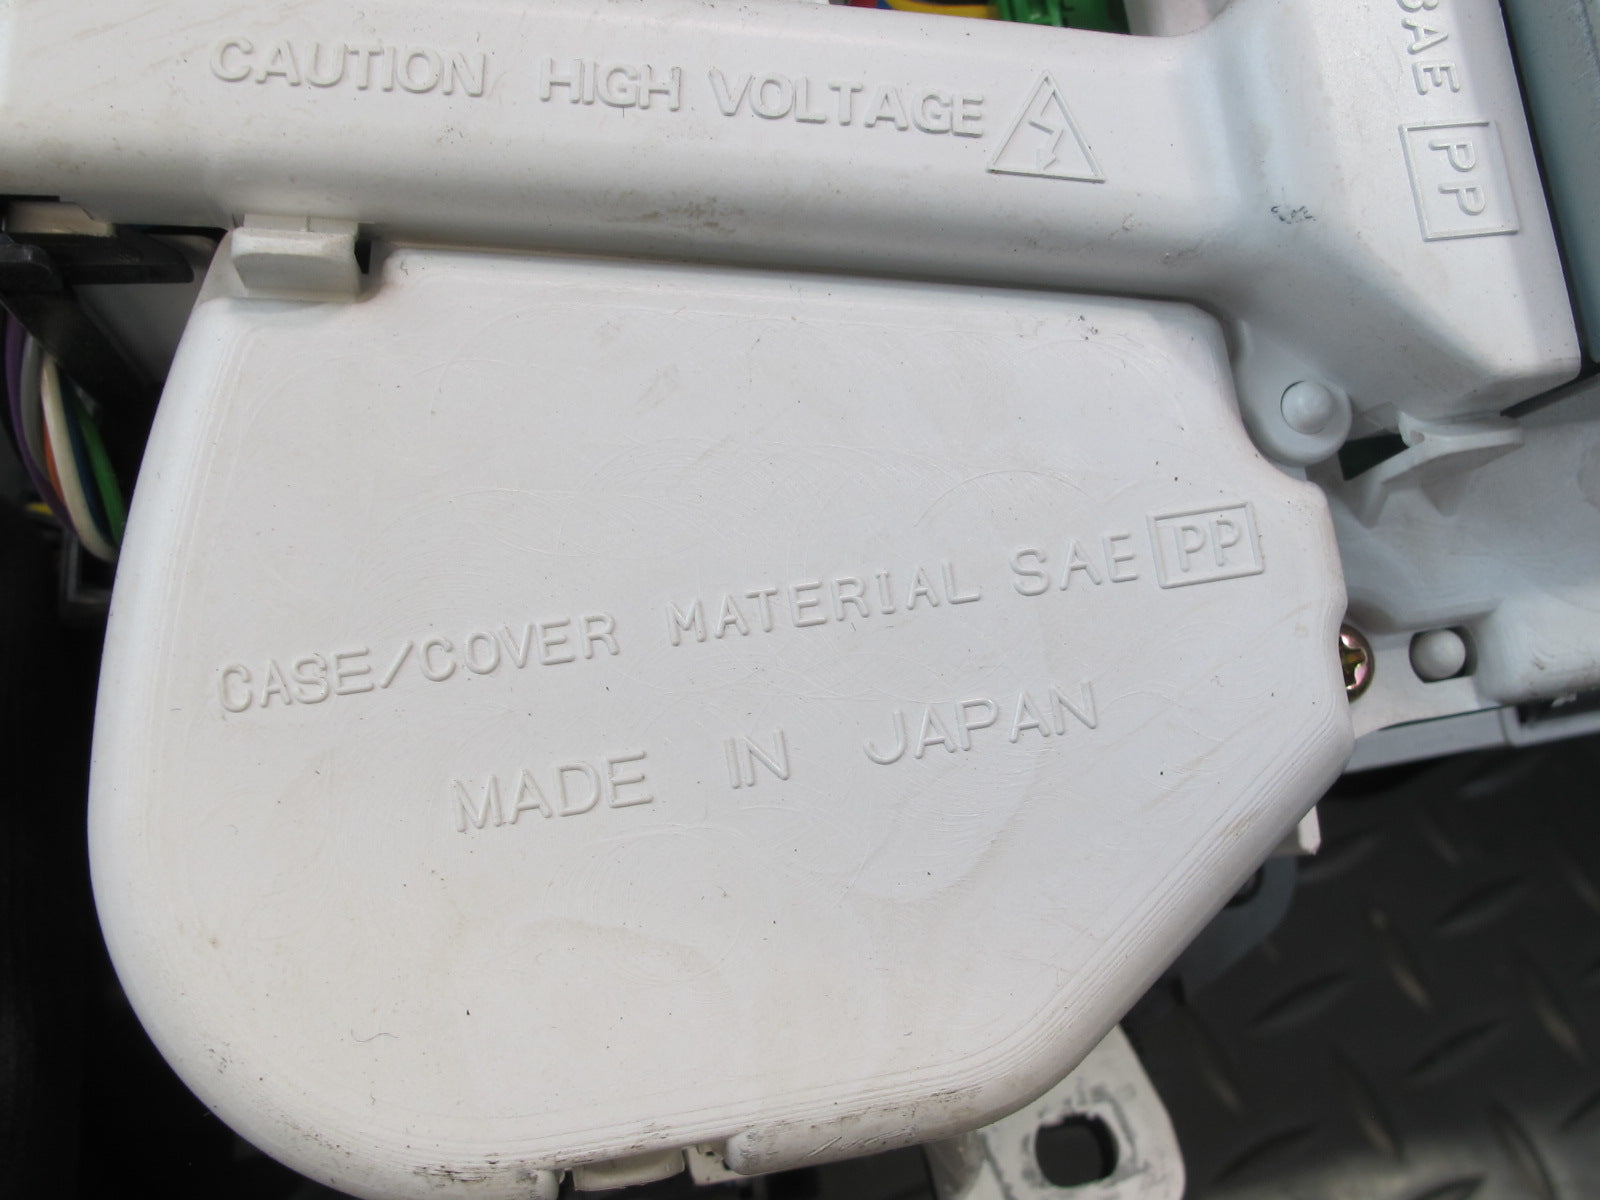 CAUTION HIGH VOLTAGE
SAE PP
CASE/COVER MATERIAL SAE PP
MADE IN JAPAN